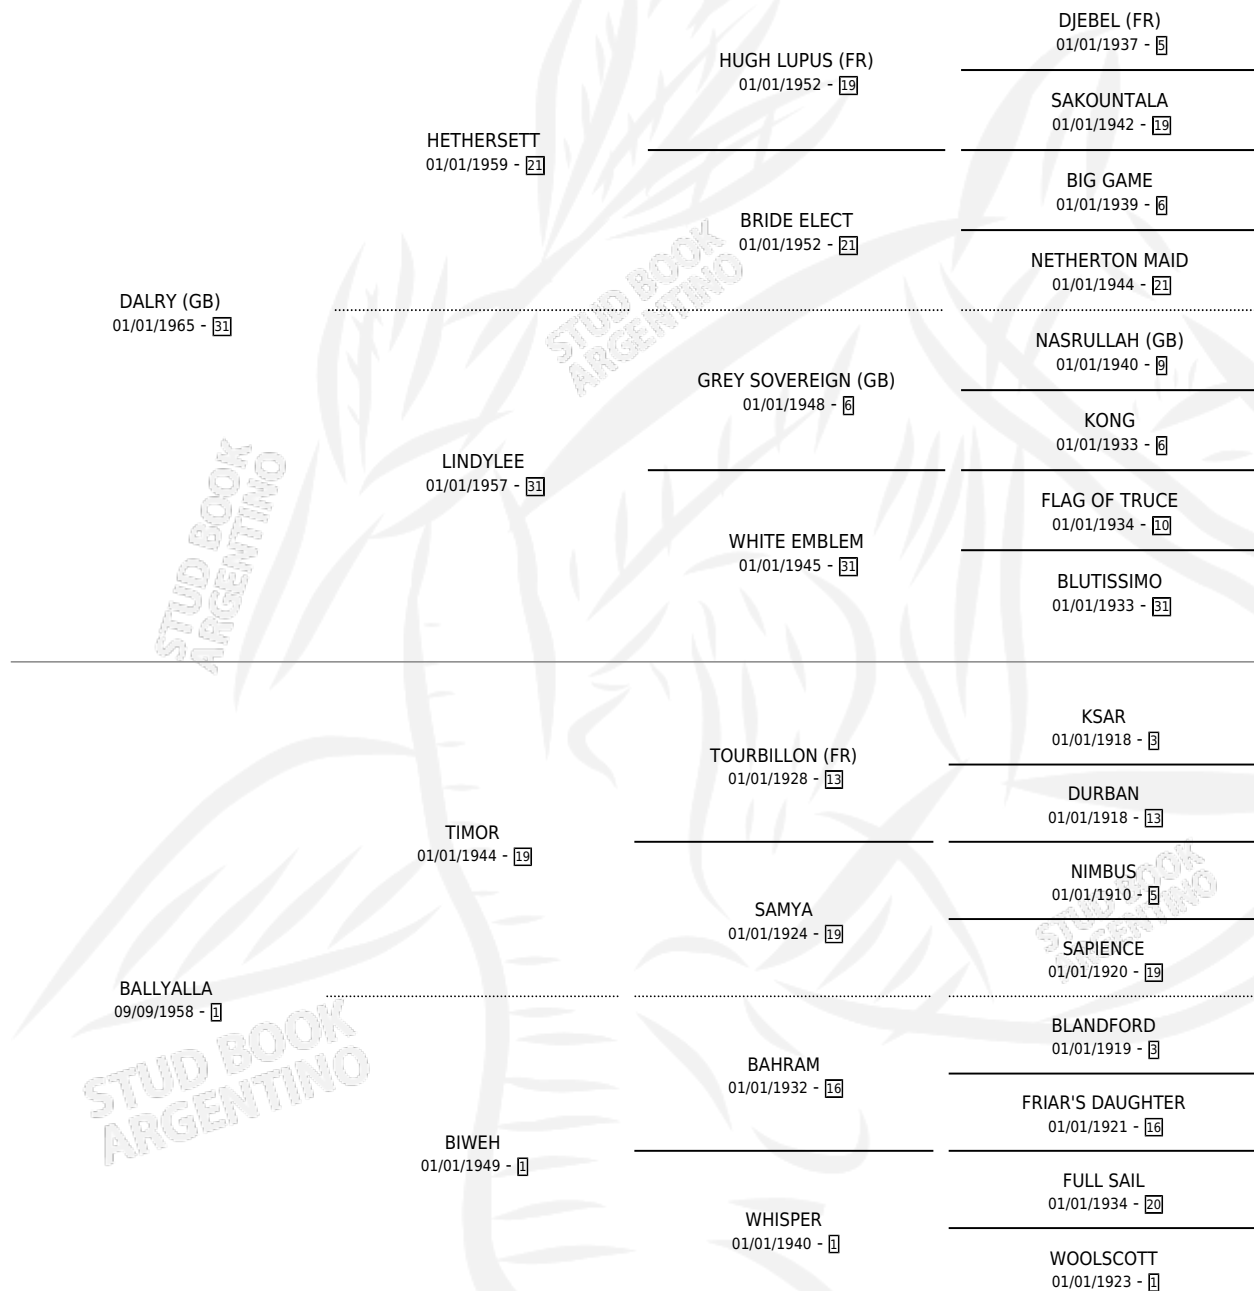 DJEBEL (FR)
01/01/1937 - 5
HUGH LUPUS (FR)
01/01/1952 - 19
SAKOUNTALA
01/01/1942 - 19
HETHERSETT
01/01/1959 - 21
BIG GAME
01/01/1939 - 6
BRIDE ELECT
01/01/1952 - 21
NETHERTON MAID
01/01/1944 - 21
DALRY (GB)
01/01/1965 - 31
NASRULLAH (GB)
01/01/1940 - 9
GREY SOVEREIGN (GB)
01/01/1948 - 6
KONG
01/01/1933 - 6
LINDYLEE
01/01/1957 - 31
FLAG OF TRUCE
01/01/1934 - 10
WHITE EMBLEM
01/01/1945 - 31
BLUTISSIMO
01/01/1933 - 31
KSAR
01/01/1918 - 3
TOURBILLON (FR)
01/01/1928 - 13
DURBAN
01/01/1918 - 13
TIMOR
01/01/1944 - 19
NIMBUS
01/01/1910 - 5
SAMYA
01/01/1924 - 19
SAPIENCE
01/01/1920 - 19
BALLYALLA
09/09/1958 - 1
BLANDFORD
01/01/1919 - 3
BAHRAM
01/01/1932 - 16
FRIAR'S DAUGHTER
01/01/1921 - 16
BIWEH
01/01/1949 - 1
FULL SAIL
01/01/1934 - 20
WHISPER
01/01/1940 - 1
WOOLSCOTT
01/01/1923 - 1
STUD BOOK
ARGENTINO
STUD BOOK
ARGENTINO
STUD BOOK
ARGENTINO
STUD BOOK
ARGENTINO